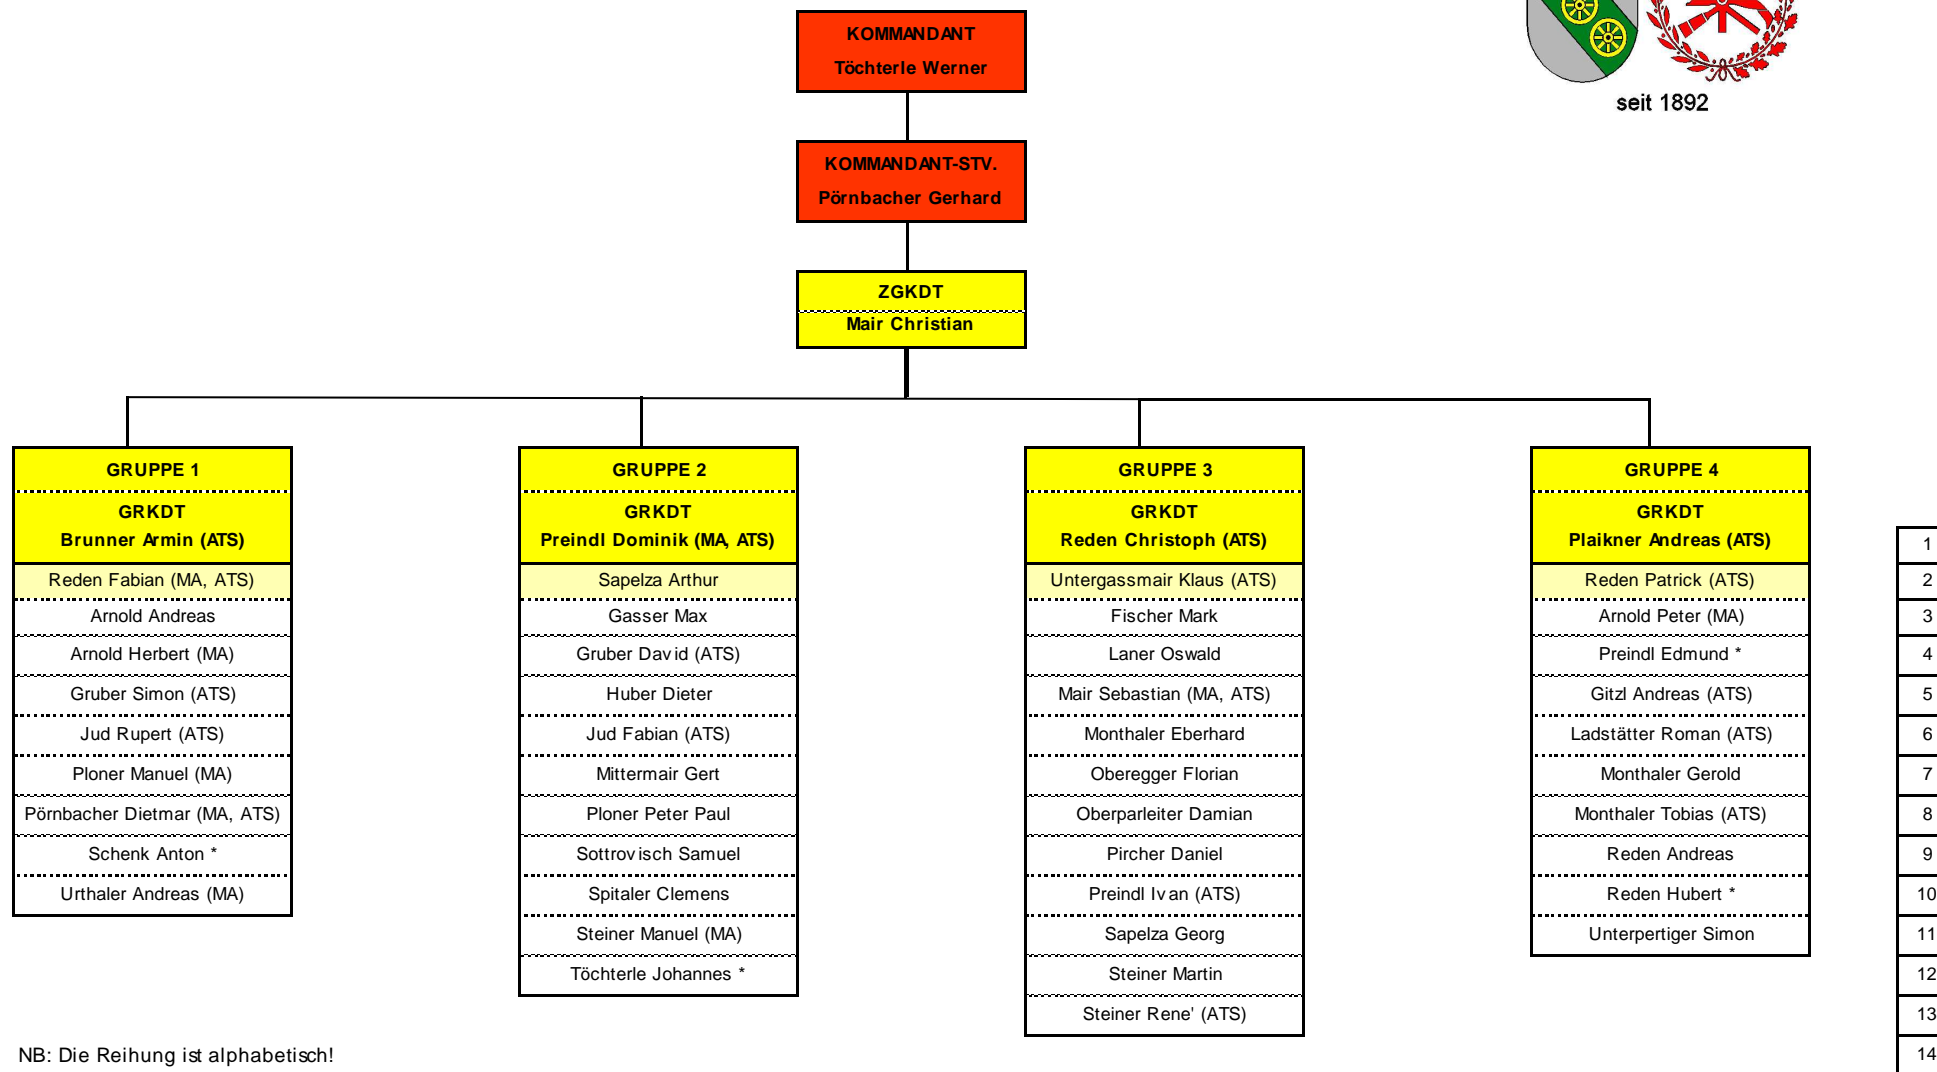 KOMMANDANT
Töchterle Werner
seit 1892
KOMMANDANT-STV.
Pörnbacher Gerhard
ZGKDT
Mair Christian
GRUPPE 1
GRKDT
Brunner Armin (ATS)
Reden Fabian (MA, ATS)
Arnold Andreas
Arnold Herbert (MA)
Gruber Simon (ATS)
Jud Rupert (ATS)
Ploner Manuel (MA)
Pörnbacher Dietmar (MA, ATS)
Schenk Anton *
Urthaler Andreas (MA)
GRUPPE 2
GRKDT
Preindl Dominik (MA, ATS)
Sapelza Arthur
Gasser Max
Gruber David (ATS)
Huber Dieter
Jud Fabian (ATS)
Mittermair Gert
Ploner Peter Paul
Sottrovisch Samuel
Spitaler Clemens
Steiner Manuel (MA)
Töchterle Johannes *
GRUPPE 3
GRKDT
Reden Christoph (ATS)
Untergassmair Klaus (ATS)
Fischer Mark
Laner Oswald
Mair Sebastian (MA, ATS)
Monthaler Eberhard
Oberegger Florian
Oberparleiter Damian
Pircher Daniel
Preindl Ivan (ATS)
Sapelza Georg
Steiner Martin
Steiner Rene' (ATS)
GRUPPE 4
GRKDT
Plaikner Andreas (ATS)
Reden Patrick (ATS)
Arnold Peter (MA)
Preindl Edmund *
Gitzl Andreas (ATS)
Ladstätter Roman (ATS)
Monthaler Gerold
Monthaler Tobias (ATS)
Reden Andreas
Reden Hubert *
Unterpertiger Simon
1
2
3
4
5
6
7
8
9
10
11
12
13
14
NB: Die Reihung ist alphabetisch!